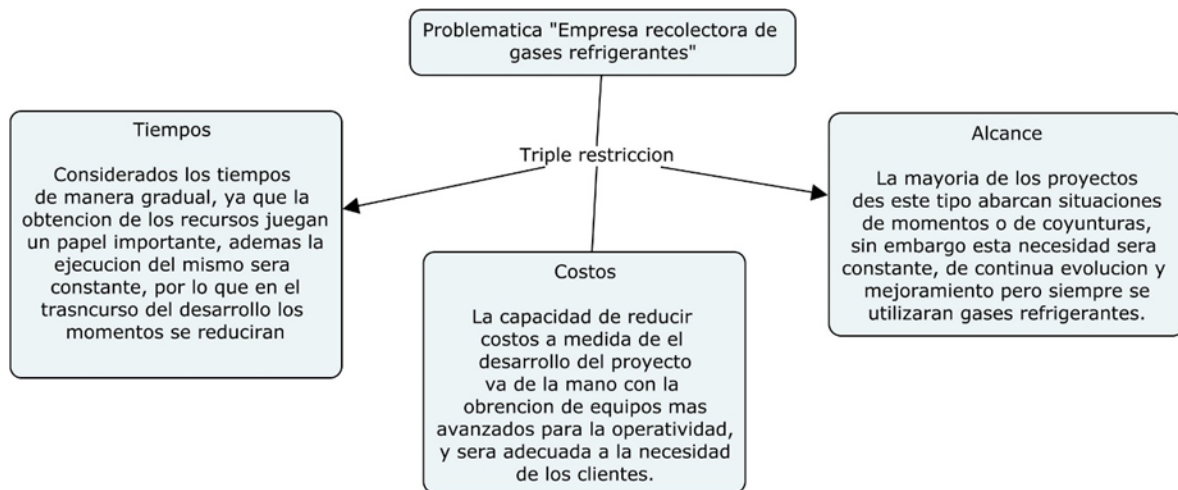 Problematica "Empresa recolectora de
gases refrigerantes"
Triple restriccion
Tiempos
Considerados los tiempos
de manera gradual, ya que la
obtencion de los recursos juegan
un papel importante, ademas la
ejecucion del mismo sera
constante, por lo que en el
trasncurso del desarrollo los
momentos se reduciran
Costos
La capacidad de reducir
costos a medida de el
desarrollo del proyecto
va de la mano con la
obrencion de equipos mas
avanzados para la operatividad,
y sera adecuada a la necesidad
de los clientes.
Alcance
La mayoria de los proyectos
des este tipo abarcan situaciones
de momentos o de coyunturas,
sin embargo esta necesidad sera
constante, de continua evolucion y
mejoramiento pero siempre se
utilizaran gases refrigerantes.